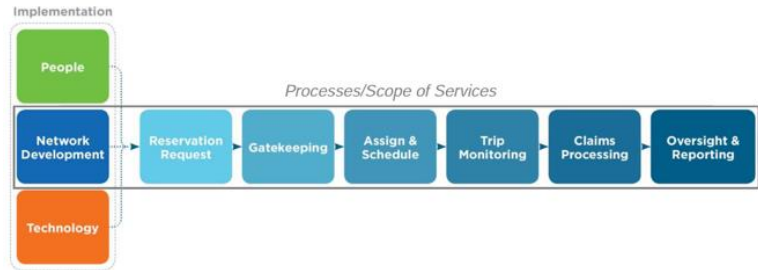 Implementation
People
Processes/Scope of Services
Network
Development
Reservation
Request
Gatekeeping
Assign &
Schedule
Trip
Monitoring
Claims
Processing
Oversight &
Reporting
Technology